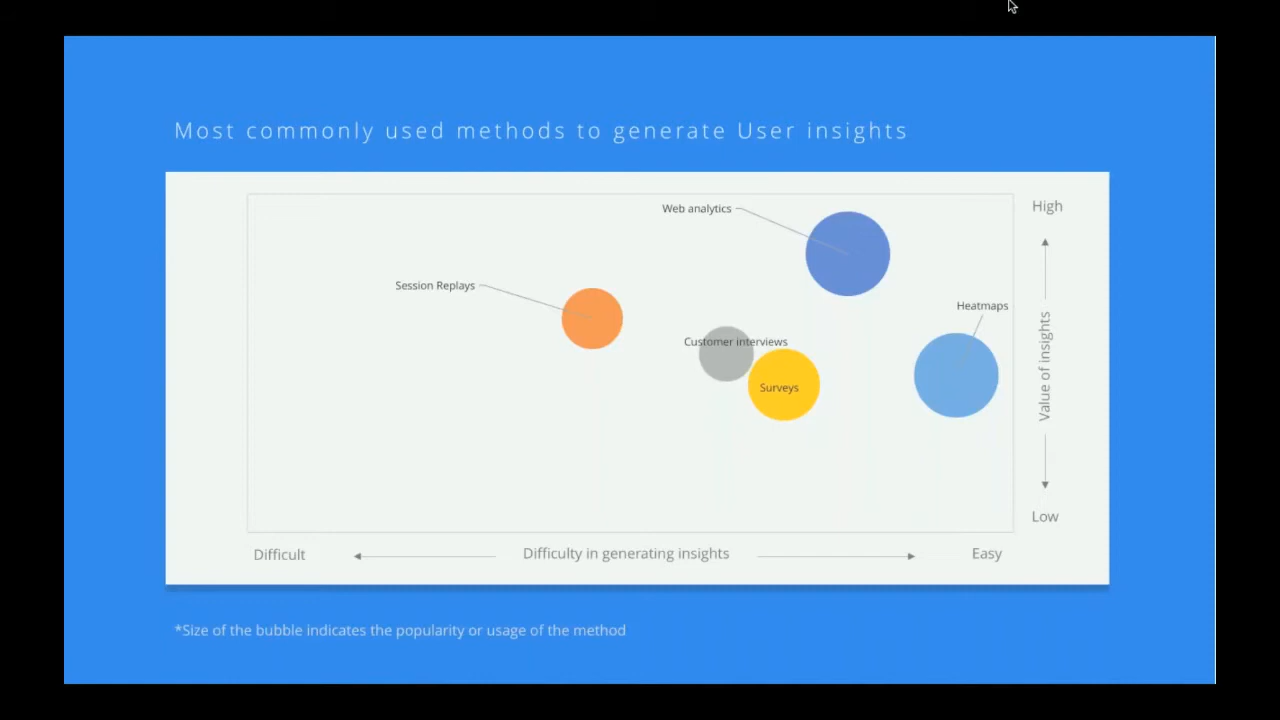 Most commonly used methods to generate User insights
Web analytics
High
Session Replays
Heatmaps
Customer interviews
Surveys
Value of insights
Low
Difficult
Difficulty in generating insights
Easy
*Size of the bubble indicates the popularity or usage of the method